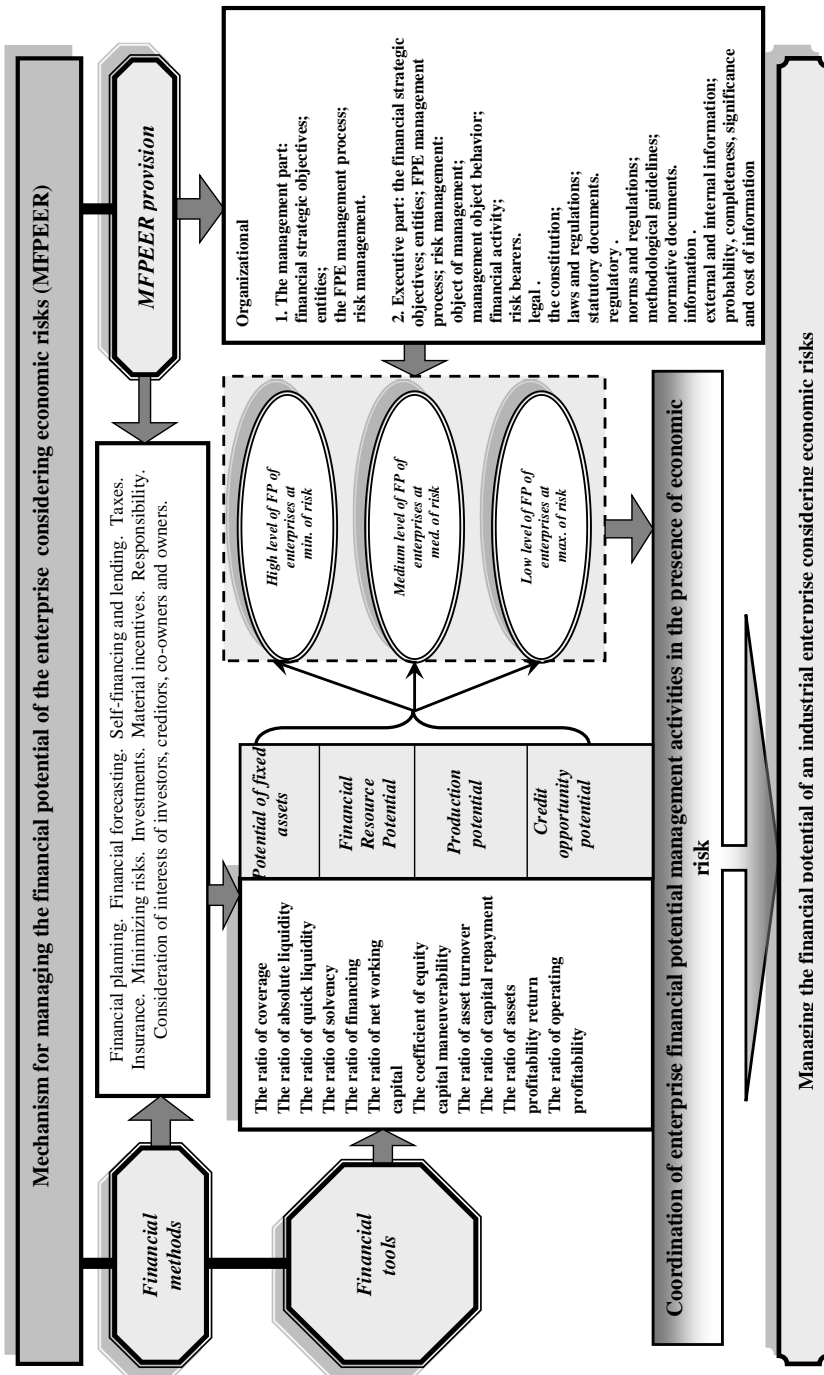 Mechanism for managing the financial potential of the enterprise considering economic risks (MFPEER)
Financial
methods
Financial planning. Financial forecasting. Self-financing and lending. Taxes.
Insurance. Minimizing risks. Investments. Material incentives. Responsibility.
Consideration of interests of investors, creditors, co-owners and owners.
MFPEER provision
Financial
tools
The ratio of coverage
The ratio of absolute liquidity
The ratio of quick liquidity
The ratio of solvency
The ratio of financing
The ratio of net working
capital
The coefficient of equity
capital maneuverability
The ratio of asset turnover
The ratio of capital repayment
The ratio of assets
profitability return
The ratio of operating
profitability
Potential of fixed
assets
Financial
Resource
Potential
Production
potential
Credit
opportunity
potential
High level of FP of
enterprises at
min. of risk
Medium level of FP of
enterprises at
med. of risk
Low level of FP of
enterprises at
max. of risk
Organizational
1. The management part:
financial strategic objectives;
entities;
the FPE management process;
risk management.
2. Executive part: the financial strategic
objectives; entities; FPE management
process; risk management:
object of management;
management object behavior;
financial activity;
risk bearers.
legal .
the constitution;
laws and regulations;
statutory documents.
regulatory .
norms and regulations;
methodological guidelines;
normative documents.
information .
external and internal information;
probability, completeness, significance
and cost of information
Coordination of enterprise financial potential management activities in the presence of economic
risk
Managing the financial potential of an industrial enterprise considering economic risks